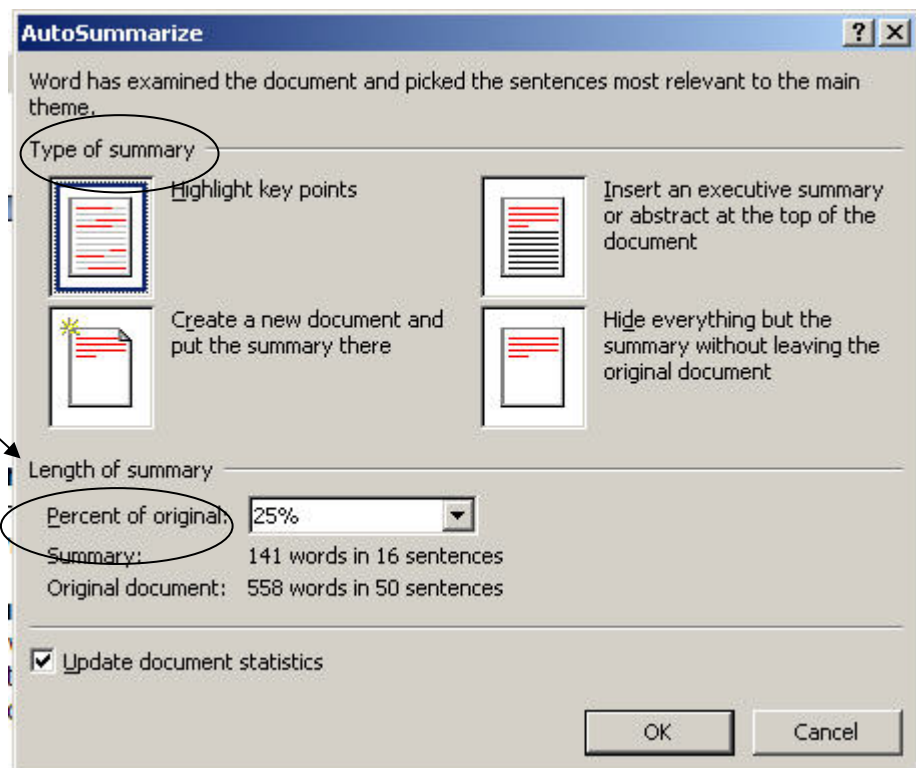 AutoSummarize
Word has examined the document and picked the sentences most relevant to the main
theme.
Type of summary
Highlight key points
Insert an executive summary
or abstract at the top of the
document
Create a new document and
put the summary there
Hide everything but the
summary without leaving the
original document
Length of summary
Percent of original: 25%
Summary: 141 words in 16 sentences
Original document: 558 words in 50 sentences
Update document statistics
OK Cancel